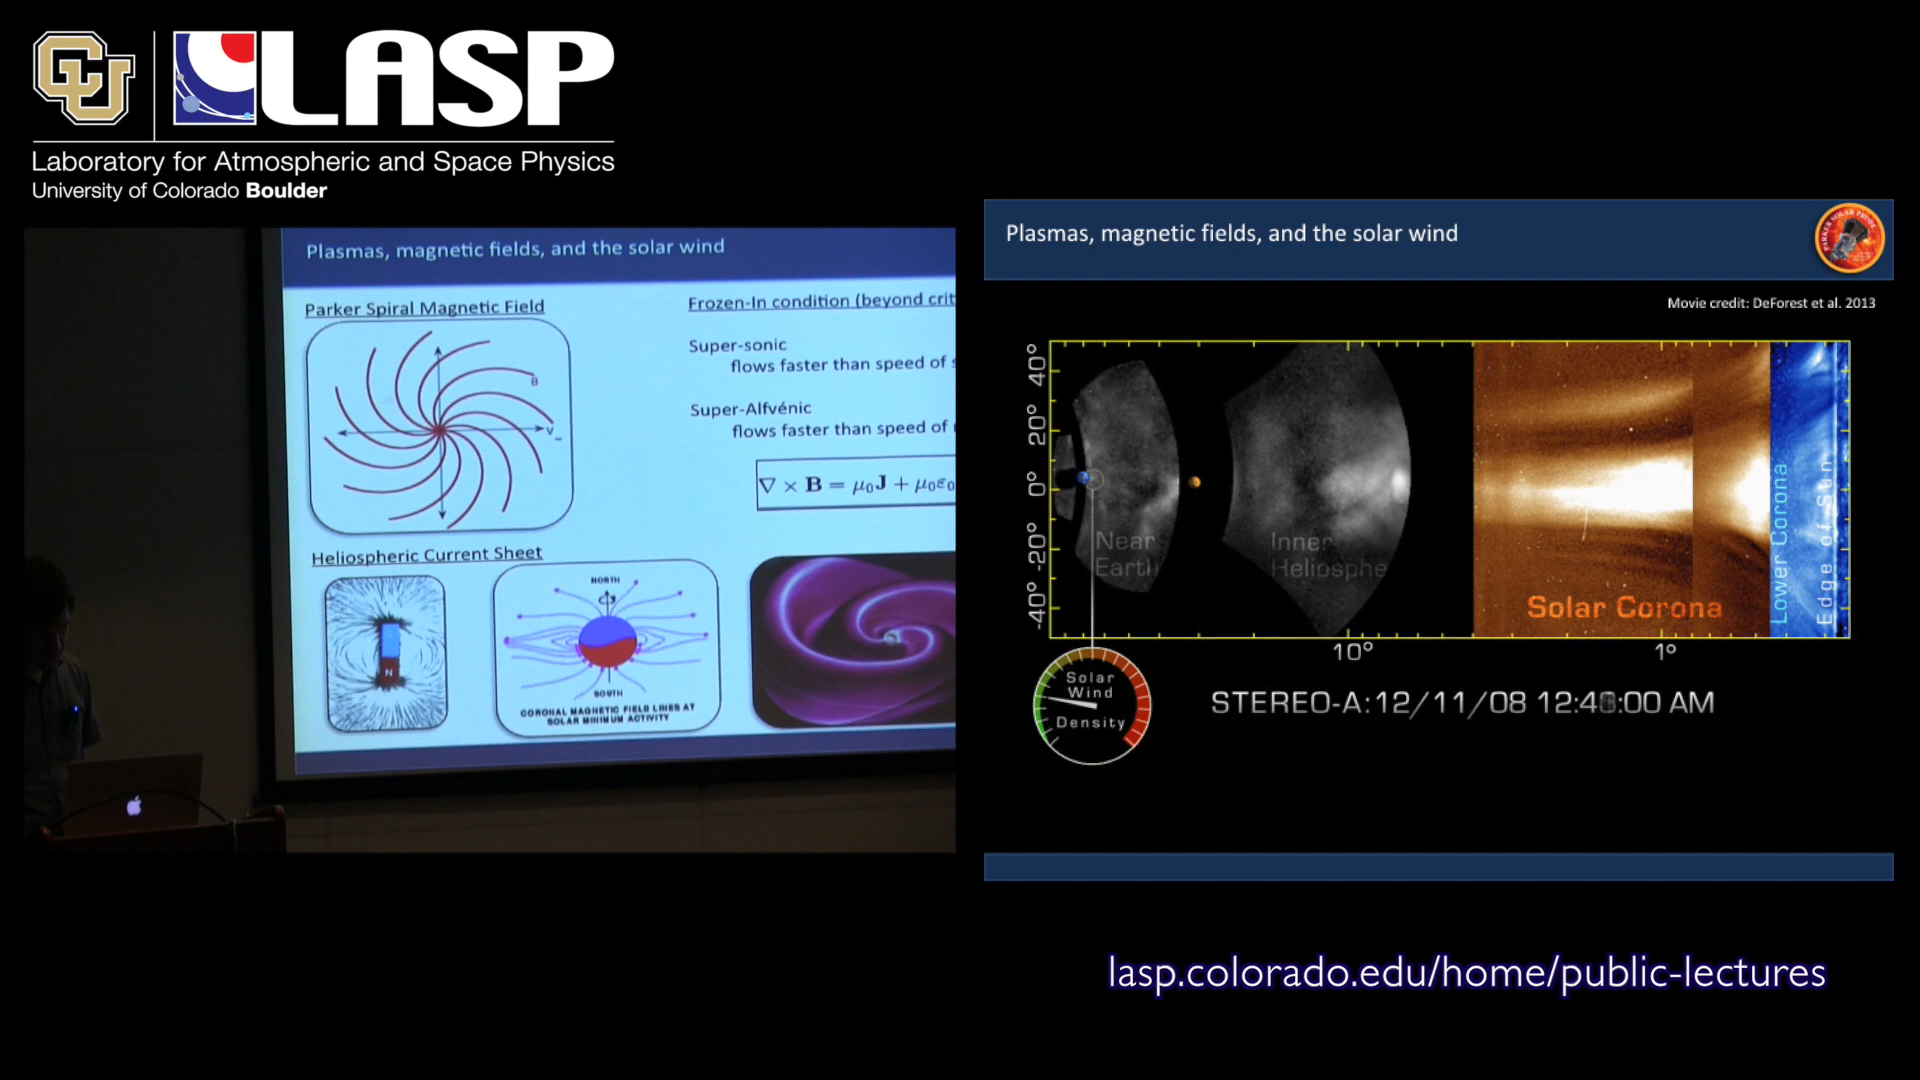 CU
LASP
Laboratory for Atmospheric and Space Physics
University of Colorado Boulder
Plasmas, magnetic fields, and the solar wind
Parker Spiral Magnetic Field
B
V
Frozen-In condition (beyond crit
Super-sonic
flows faster than speed of
Super-Alfvénic
flows faster than speed of
∇ × B = μ₀J + μ₀ε₀
Heliospheric Current Sheet
N
NORTH
SOUTH
CORONAL MAGNETIC FIELD LINES AT
SOLAR MINIMUM ACTIVITY
Plasmas, magnetic fields, and the solar wind
PARKER SOLAR PROBE
Movie credit: DeForest et al. 2013
40°
20°
0°
-20°
-40°
Near
Earth
Inner
Heliosphe
Solar Corona
Lower Corona
Edge of Sun
10°
1°
Solar
Wind
Density
STEREO-A: 12/11/08 12:4 :00 AM
lasp.colorado.edu/home/public-lectures